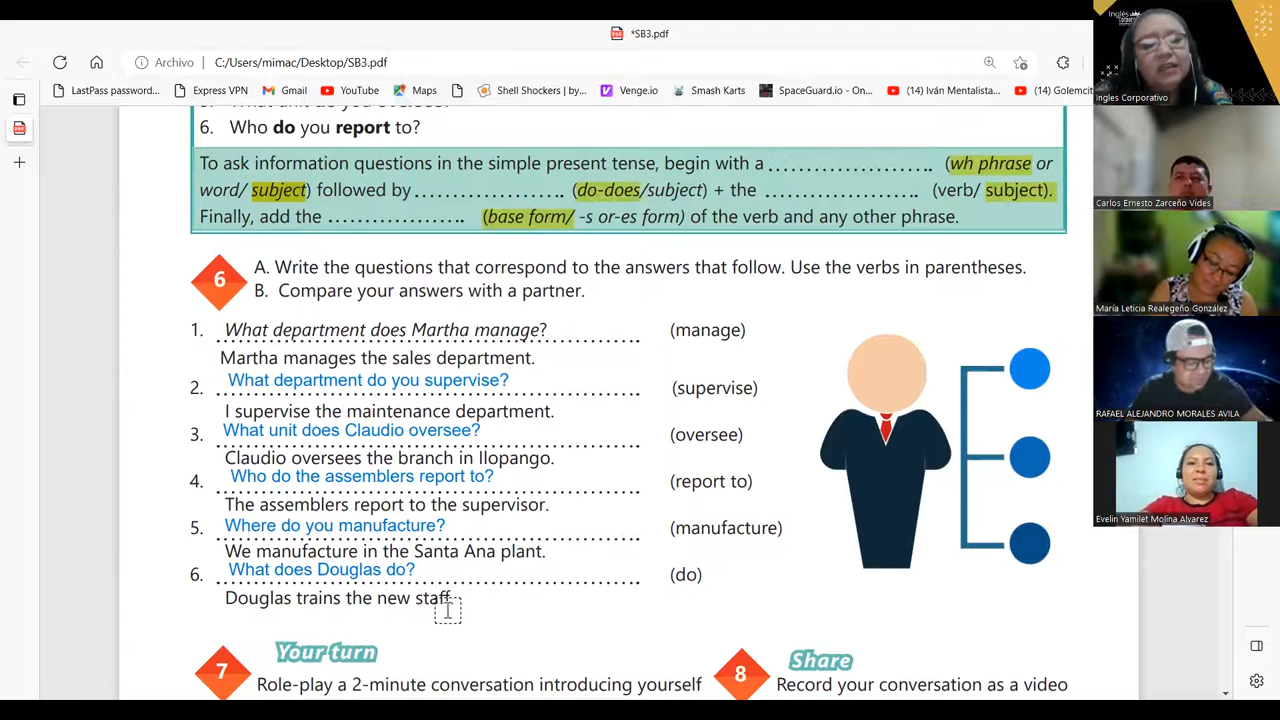 *SB3.pdf
Archivo | C:/Users/mimac/Desktop/SB3.pdf
LastPass password... Express VPN Gmail YouTube Maps Shell Shockers | by... Venge.io Smash Karts SpaceGuard.io - On... (14) Iván Mentalista... (14) Golemcit
6. Who do you report to?
To ask information questions in the simple present tense, begin with a ..................... (wh phrase or
word/ subject) followed by ................... (do-does/subject) + the ................... (verb/ subject).
Finally, add the ................. (base form/ -s or-es form) of the verb and any other phrase.
6
A. Write the questions that correspond to the answers that follow. Use the verbs in parentheses.
B. Compare your answers with a partner.
1. What department does Martha manage? (manage)
Martha manages the sales department.
What department do you supervise?
2. (supervise)
I supervise the maintenance department.
What unit does Claudio oversee?
3. (oversee)
Claudio oversees the branch in Ilopango.
Who do the assemblers report to?
4. (report to)
The assemblers report to the supervisor.
Where do you manufacture?
5. (manufacture)
We manufacture in the Santa Ana plant.
What does Douglas do?
6. (do)
Douglas trains the new staff
Your turn
7
Role-play a 2-minute conversation introducing yourself
Share
8
Record your conversation as a video
Inglés
Ingles Corporativo
Carlos Ernesto Zarceño Vides
María Leticia Realegeño González
RAFAEL ALEJANDRO MORALES AVILA
Evelin Yamilet Molina Alvarez